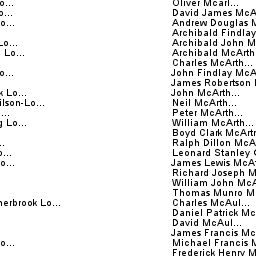 o... Oliver Mcarl...
o... David James McA
o... Andrew Douglas M
Archibald Findlay
Lo... Archibald John M
Lo... Archibald McArth
Charles McArth...
o... John Findlay McA
James Robertson
k Lo... John McArth...
ilson-Lo... Neil McArth...
... Peter McArth...
g Lo... William McArth...
Boyd Clark McArtn
... Ralph Dillon McA
o... Leonard Stanley
o... James Lewis McA
Richard Joseph M
William John McA
Thomas Munro M
herbrook Lo... Charles McAul...
Daniel Patrick Mc
David McAul...
James Francis Mc
o... Michael Francis M
Frederick Henry M